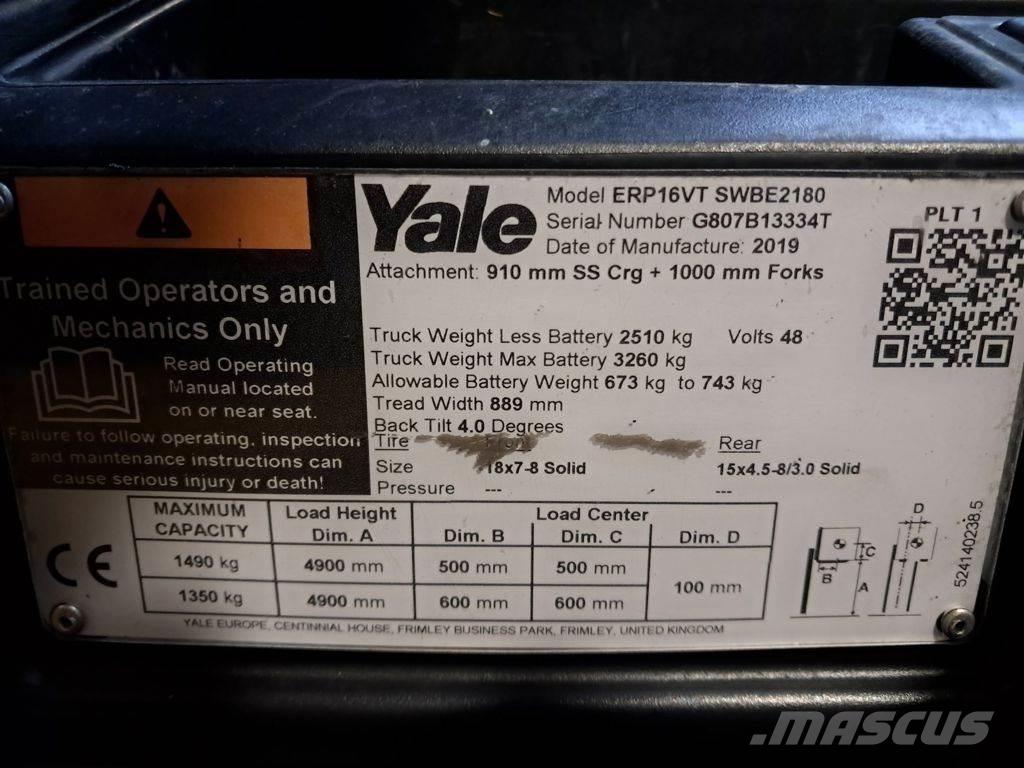 Yale
Model ERP16VT SWBE2180
Serial Number G807B13334T
Date of Manufacture: 2019
Attachment: 910 mm SS Crg + 1000 mm Forks
PLT 1
Trained Operators and
Mechanics Only
Read Operating
Manual located
on or near seat.
Failure to follow operating, inspection
and maintenance instructions can
cause serious injury or death!
Truck Weight Less Battery 2510 kg Volts 48
Truck Weight Max Battery 3260 kg
Allowable Battery Weight 673 kg to 743 kg
Tread Width 889 mm
Back Tilt 4.0 Degrees
Tire Front Rear
Size 18x7-8 Solid 15x4.5-8/3.0 Solid
Pressure --- ---
MAXIMUM CAPACITY Load Height Dim. A Load Center
Dim. B Dim. C Dim. D
1490 kg 4900 mm 500 mm 500 mm 100 mm
1350 kg 4900 mm 600 mm 600 mm
CE
D
C
B
A
524140238.5
YALE EUROPE, CENTINNIAL HOUSE, FRIMLEY BUSINESS PARK, FRIMLEY, UNITED KINGDOM
MASCUS